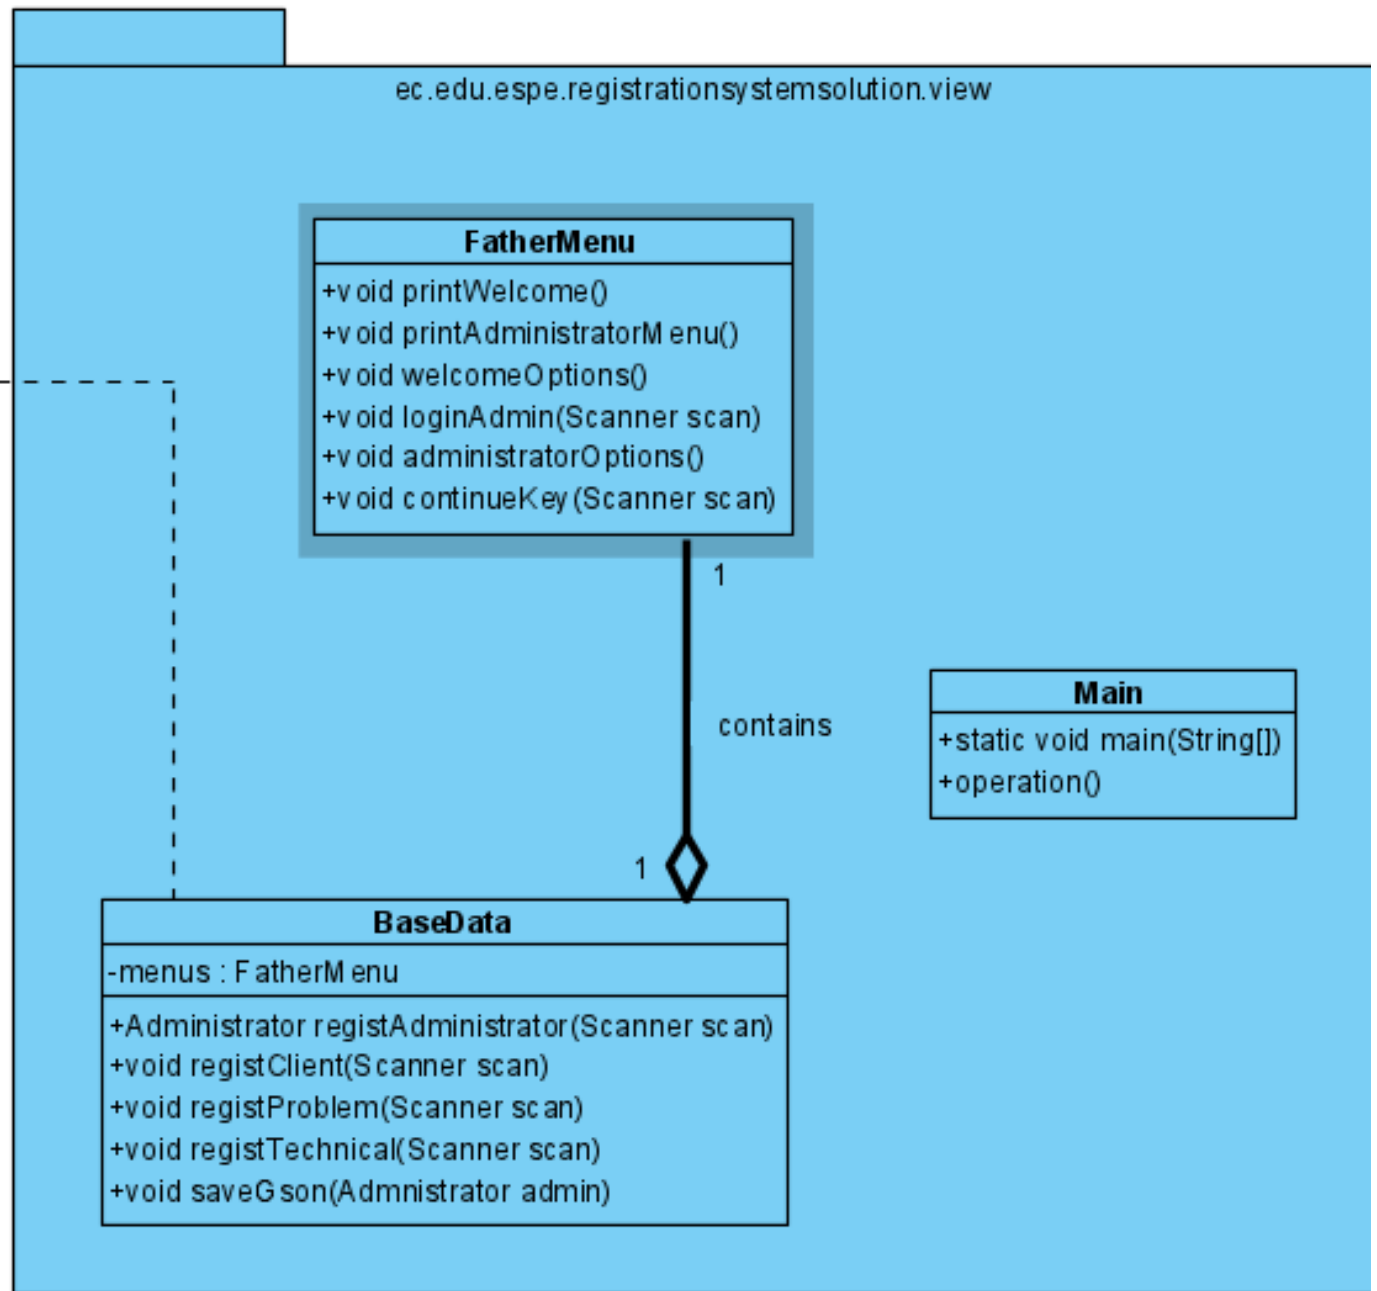 ec.edu.espe.registrationsystemsolution.view
FatherMenu
+void printWelcome()
+void printAdministratorMenu()
+void welcomeOptions()
+void loginAdmin(Scanner scan)
+void administratorOptions()
+void continueKey(Scanner scan)
1
contains
1
Main
+static void main(String[])
+operation()
BaseData
-menus : FatherMenu
+Administrator registAdministrator(Scanner scan)
+void registClient(Scanner scan)
+void registProblem(Scanner scan)
+void registTechnical(Scanner scan)
+void saveGson(Admnistrator admin)